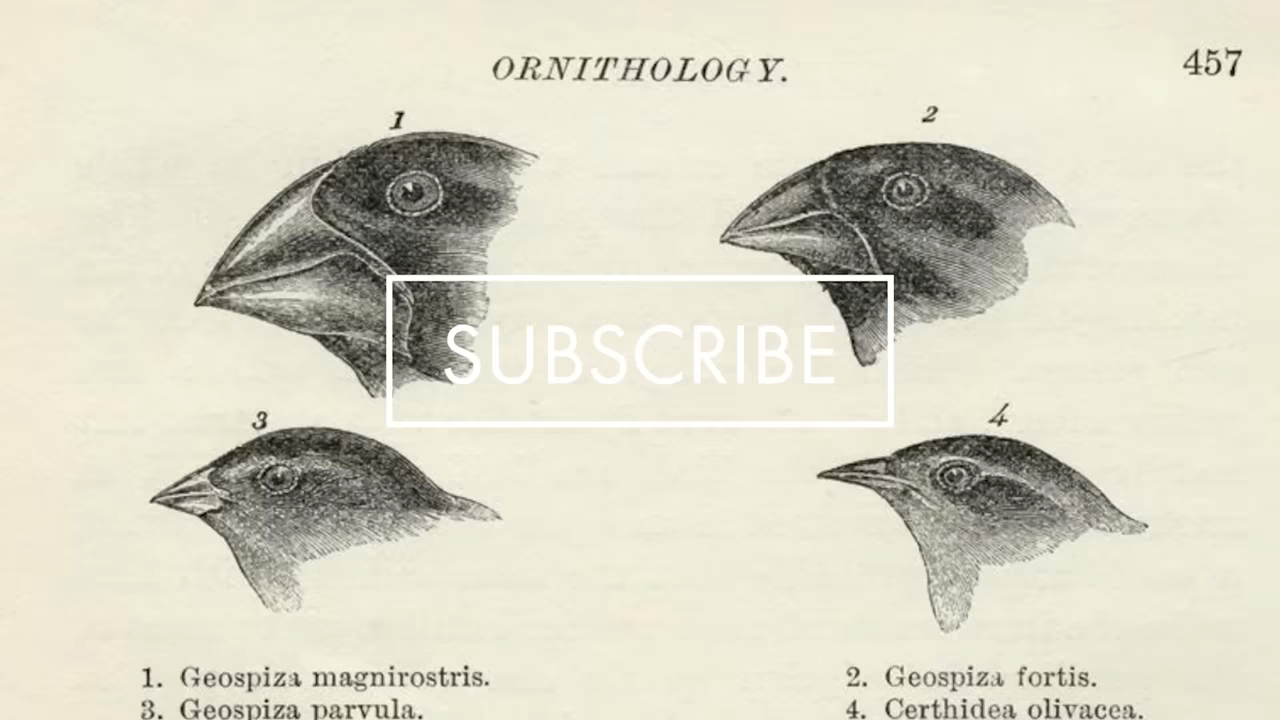 ORNITHOLOGY. 457
1 2
SUBSCRIBE
3 4
1. Geospiza magnirostris. 2. Geospiza fortis.
3. Geospiza parvula. 4. Certhidea olivacea.